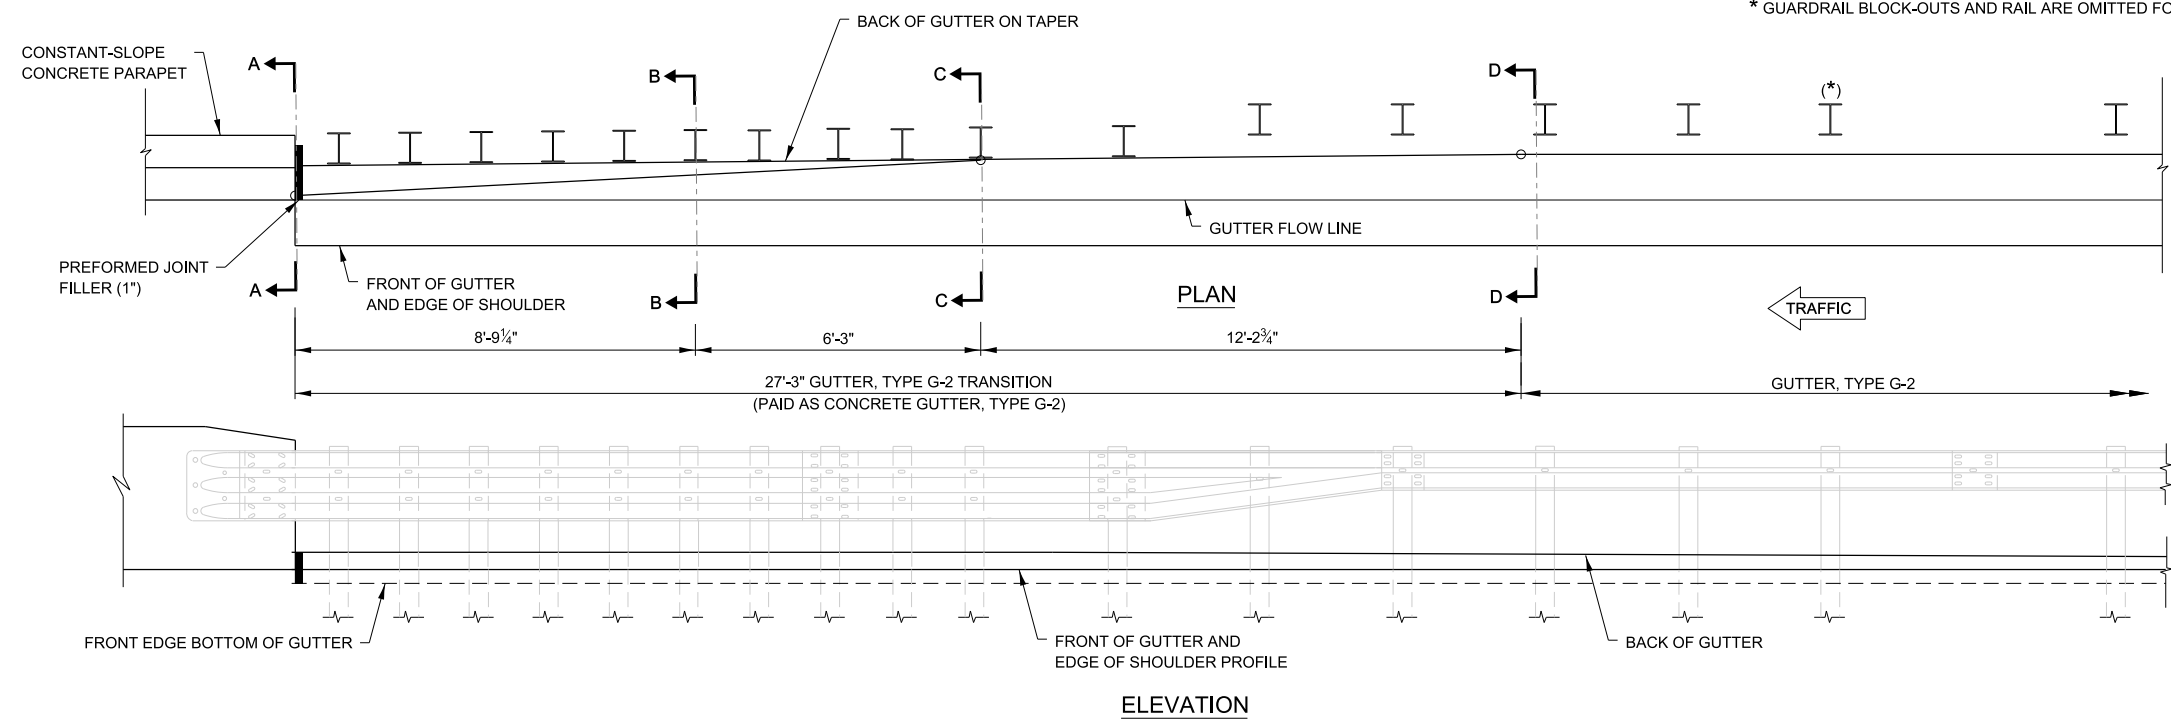 * GUARDRAIL BLOCK-OUTS AND RAIL ARE OMITTED FO
BACK OF GUTTER ON TAPER
CONSTANT-SLOPE
CONCRETE PARAPET
A
B
C
D
(*)
GUTTER FLOW LINE
PREFORMED JOINT
FILLER (1")
FRONT OF GUTTER
AND EDGE OF SHOULDER
A
B
C
D
PLAN
TRAFFIC
8'-9¼"
6'-3"
12'-2¾"
27'-3" GUTTER, TYPE G-2 TRANSITION
(PAID AS CONCRETE GUTTER, TYPE G-2)
GUTTER, TYPE G-2
FRONT EDGE BOTTOM OF GUTTER
FRONT OF GUTTER AND
EDGE OF SHOULDER PROFILE
BACK OF GUTTER
ELEVATION